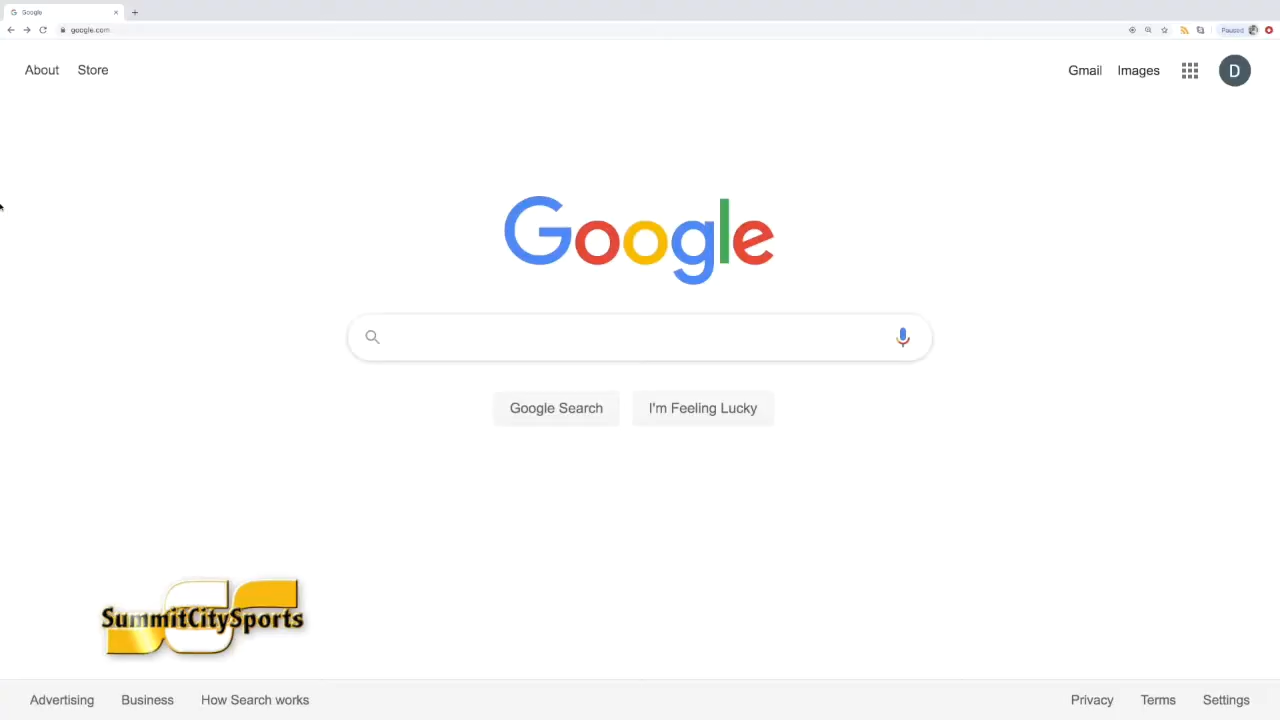 Google
google.com
Paused
About Store
Gmail Images
D
Google
Google Search I'm Feeling Lucky
SummitCitySports
Advertising Business How Search works
Privacy Terms Settings